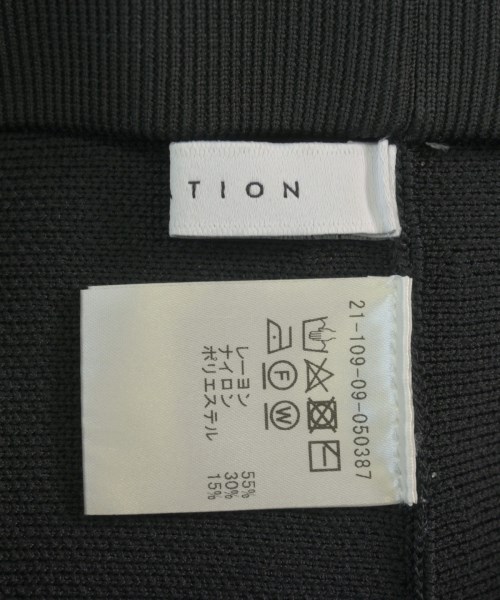 TION
21-109-09-050387
F W
レーヨン 55%
ナイロン 30%
ポリエステル 15%